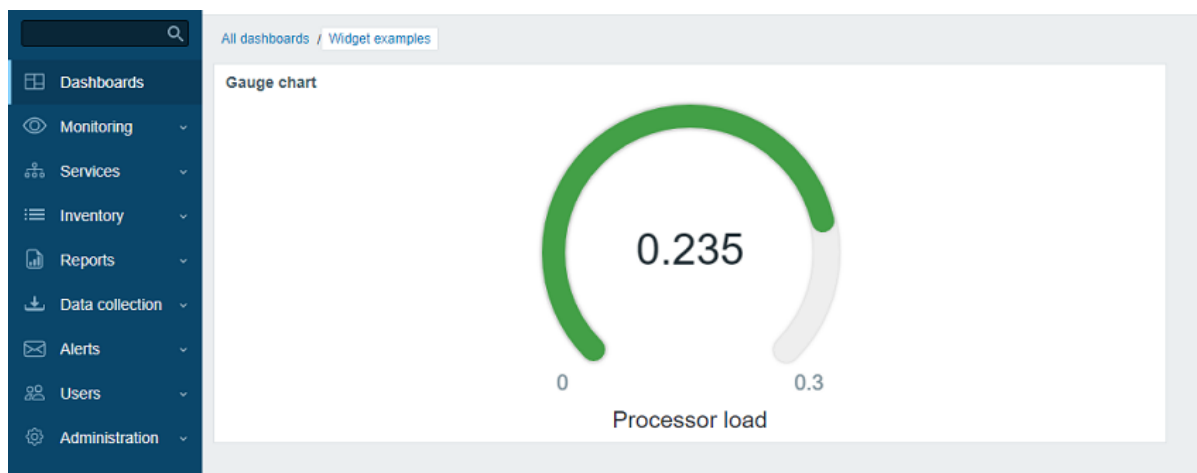 All dashboards / Widget examples
Dashboards
Monitoring
Services
Inventory
Reports
Data collection
Alerts
Users
Administration
Gauge chart
0.235
0 0.3
Processor load